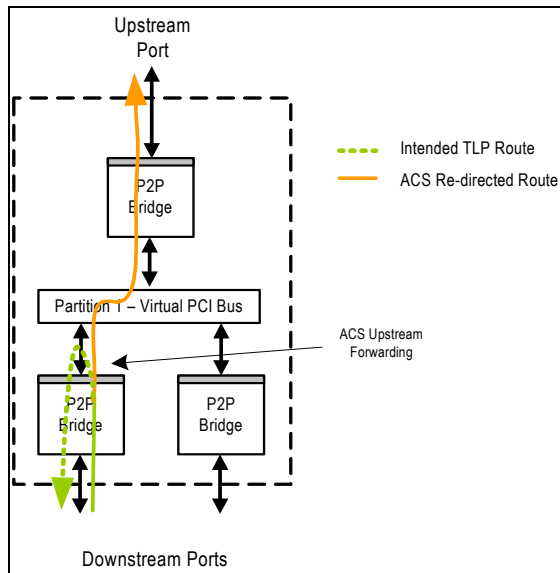 Upstream
Port
Intended TLP Route
ACS Re-directed Route
P2P
Bridge
Partition 1 – Virtual PCI Bus
ACS Upstream
Forwarding
P2P
Bridge
P2P
Bridge
Downstream Ports